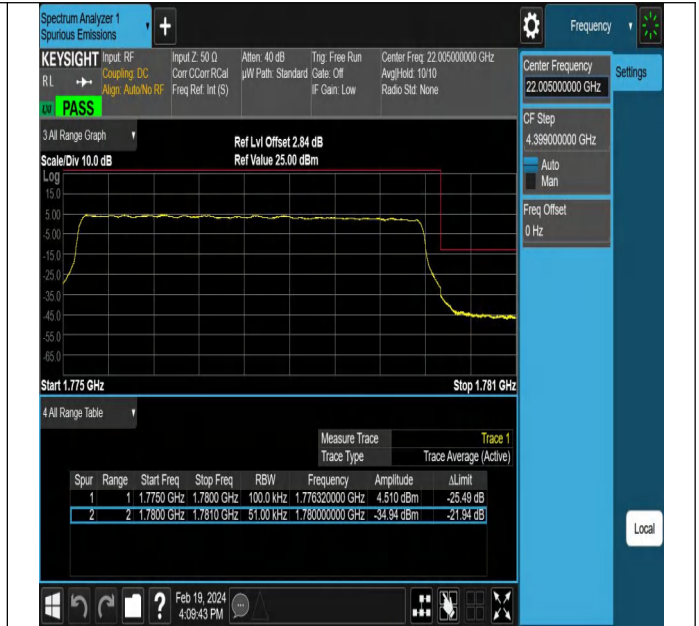 Spectrum Analyzer 1
Spurious Emissions
Frequency
KEYSIGHT
Input: RF
Input Z: 50 Ω
Atten: 40 dB
Trig: Free Run
Center Freq: 22.005000000 GHz
RL
Coupling: DC
Corr CCorr RCal
µW Path: Standard
Gate: Off
Avg|Hold: 10/10
Align: Auto/No RF
Freq Ref: Int (S)
IF Gain: Low
Radio Std: None
LXI PASS
Center Frequency
22.005000000 GHz
Settings
CF Step
4.399000000 GHz
Auto
Man
Freq Offset
0 Hz
3 All Range Graph
Ref Lvl Offset 2.84 dB
Scale/Div 10.0 dB
Ref Value 25.00 dBm
Log
15.0
5.00
-5.00
-15.0
-25.0
-35.0
-45.0
-55.0
-65.0
Start 1.775 GHz
Stop 1.781 GHz
4 All Range Table
Measure Trace Trace 1
Trace Type Trace Average (Active)
Spur Range Start Freq Stop Freq RBW Frequency Amplitude ΔLimit
1 1 1.7750 GHz 1.7800 GHz 100.0 kHz 1.776320000 GHz 4.510 dBm -25.49 dB
2 2 1.7800 GHz 1.7810 GHz 51.00 kHz 1.780000000 GHz -34.94 dBm -21.94 dB
Local
Feb 19, 2024
4:09:43 PM